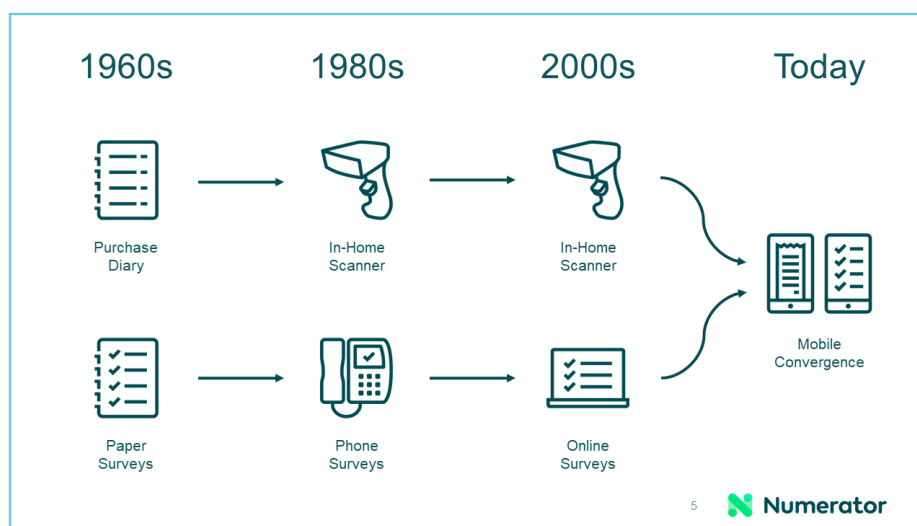 1960s
1980s
2000s
Today
Purchase
Diary
In-Home
Scanner
In-Home
Scanner
Mobile
Convergence
Paper
Surveys
Phone
Surveys
Online
Surveys
5
Numerator